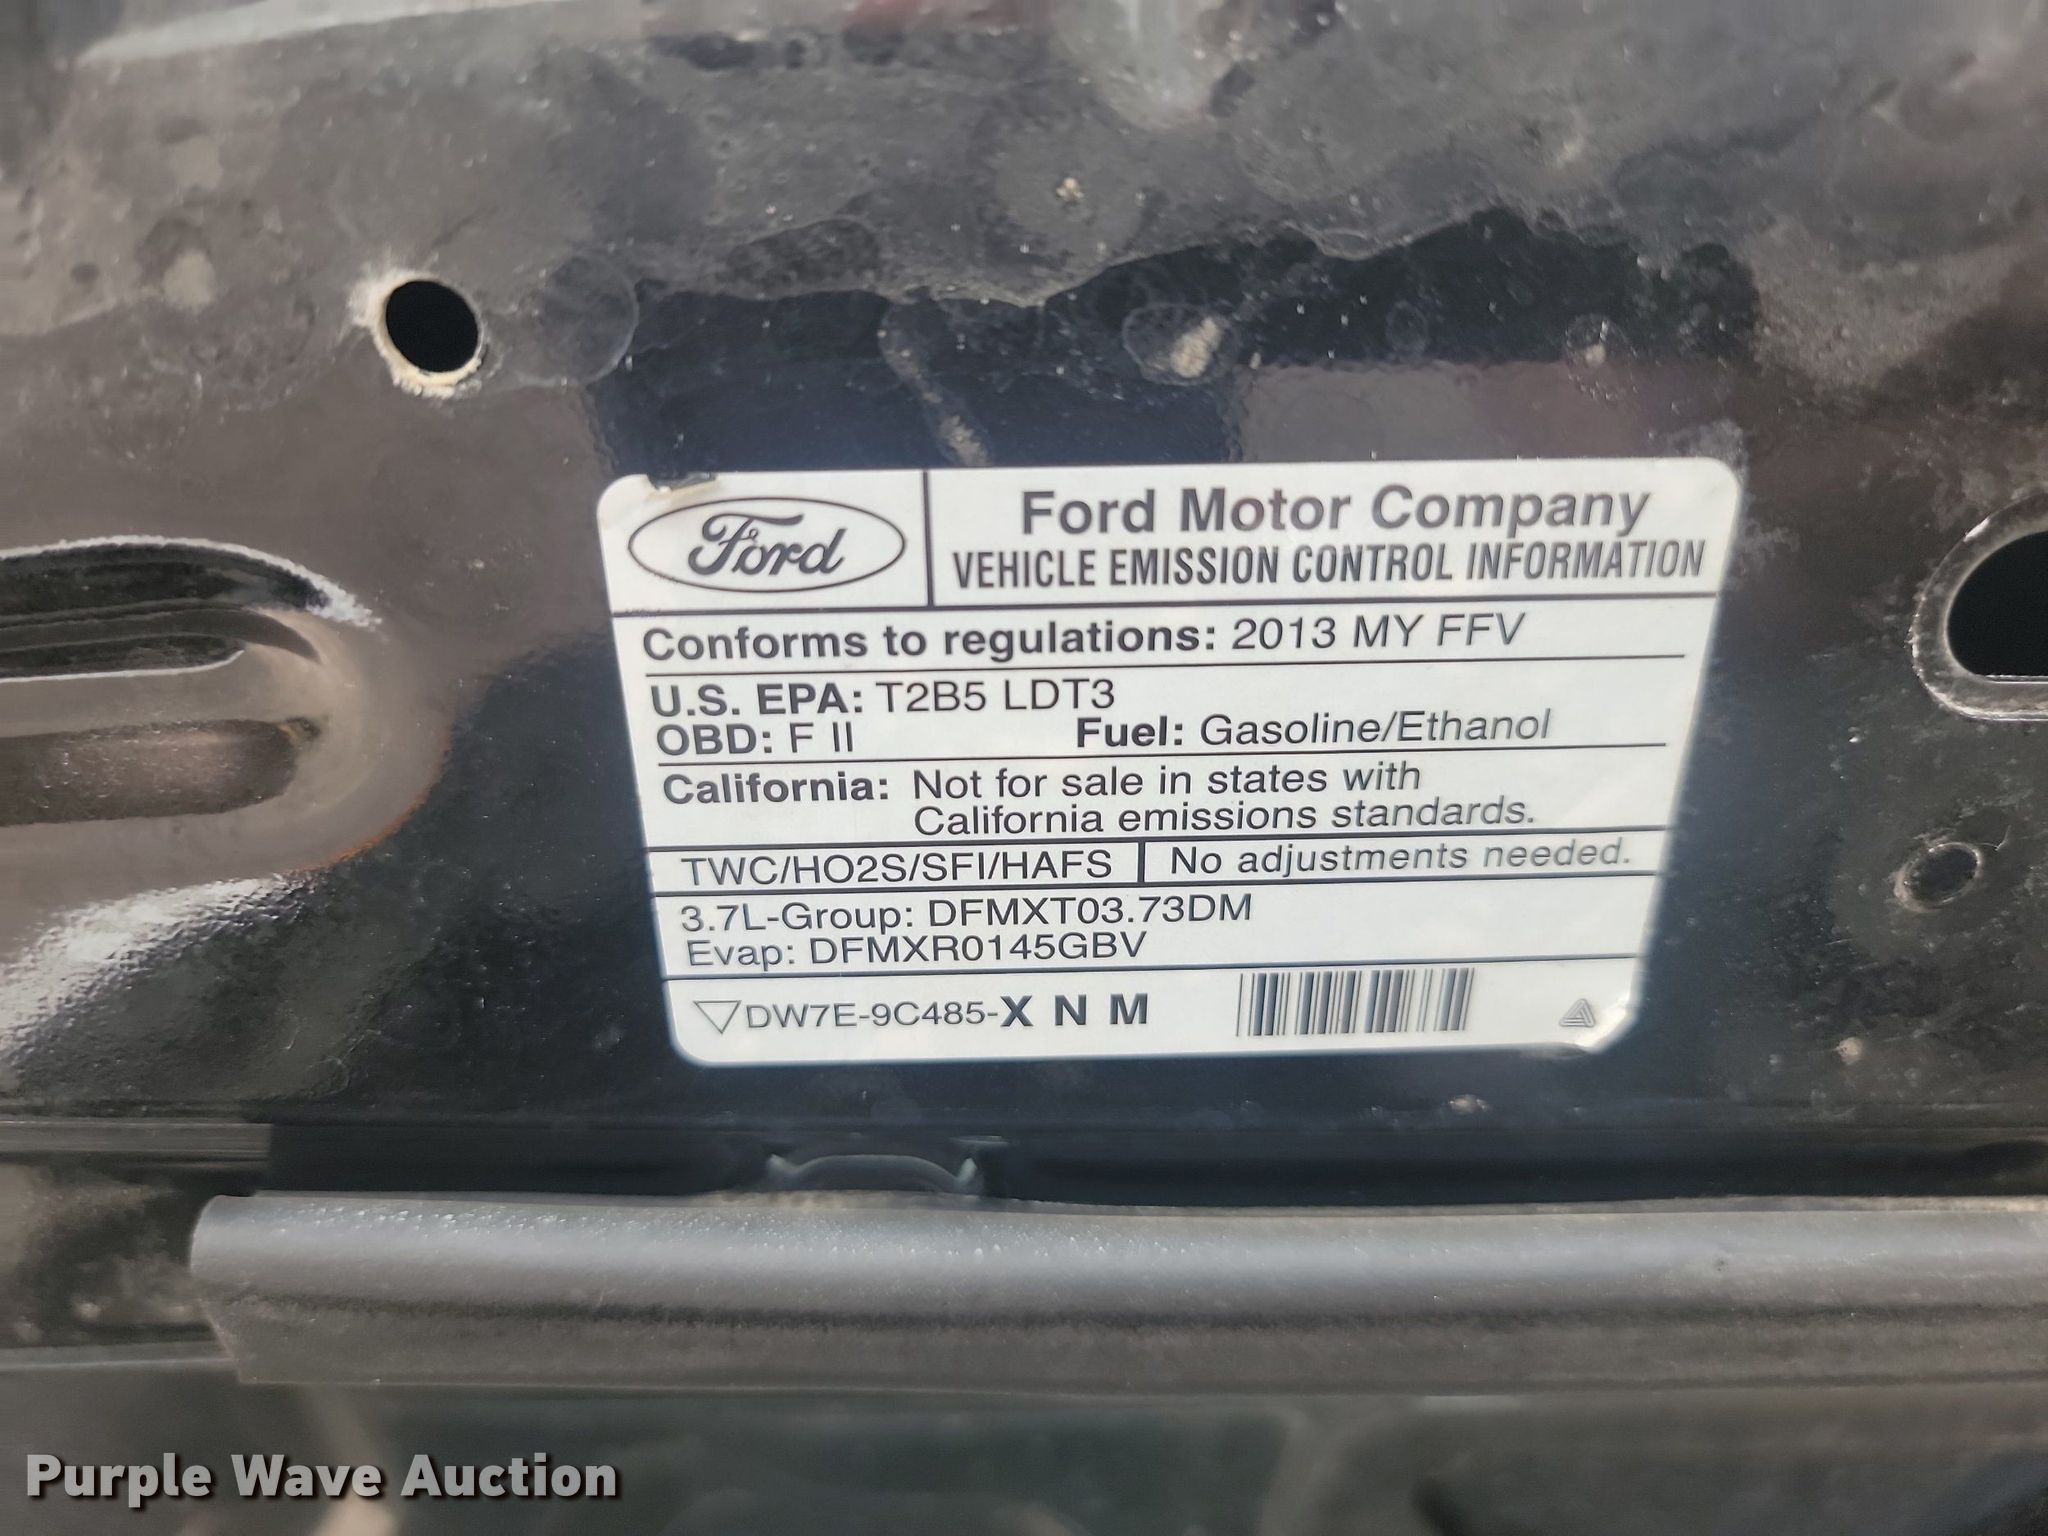 Ford
Ford Motor Company
VEHICLE EMISSION CONTROL INFORMATION
Conforms to regulations: 2013 MY FFV
U.S. EPA: T2B5 LDT3
OBD: F II Fuel: Gasoline/Ethanol
California: Not for sale in states with
California emissions standards.
TWC/HO2S/SFI/HAFS No adjustments needed.
3.7L-Group: DFMXT03.73DM
Evap: DFMXR0145GBV
DW7E-9C485-X N M
Purple Wave Auction